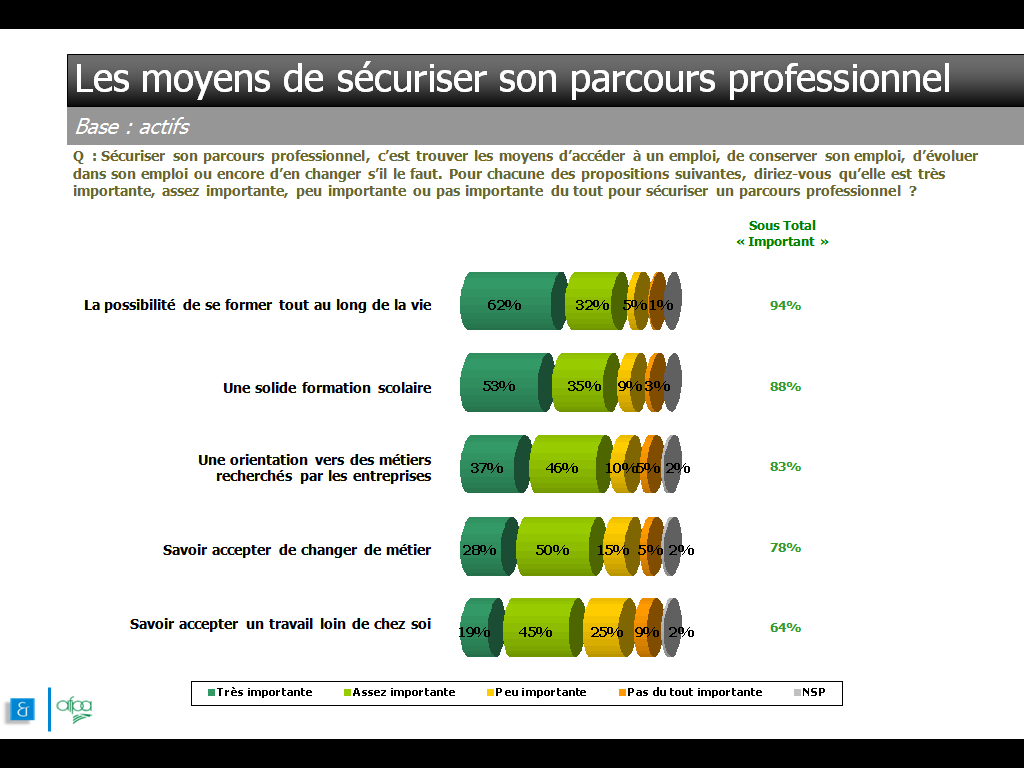 Les moyens de sécuriser son parcours professionnel
Base : actifs
Q : Sécuriser son parcours professionnel, c’est trouver les moyens d’accéder à un emploi, de conserver son emploi, d’évoluer
dans son emploi ou encore d’en changer s’il le faut. Pour chacune des propositions suivantes, diriez-vous qu’elle est très
importante, assez importante, peu importante ou pas importante du tout pour sécuriser un parcours professionnel ?
Sous Total
« Important »
La possibilité de se former tout au long de la vie 62% 32% 5% 1% 94%
Une solide formation scolaire 53% 35% 9% 3% 88%
Une orientation vers des métiers
recherchés par les entreprises 37% 46% 10% 5% 2% 83%
Savoir accepter de changer de métier 28% 50% 15% 5% 2% 78%
Savoir accepter un travail loin de chez soi 19% 45% 25% 9% 2% 64%
Très importante Assez importante Peu importante Pas du tout importante NSP
& afpa